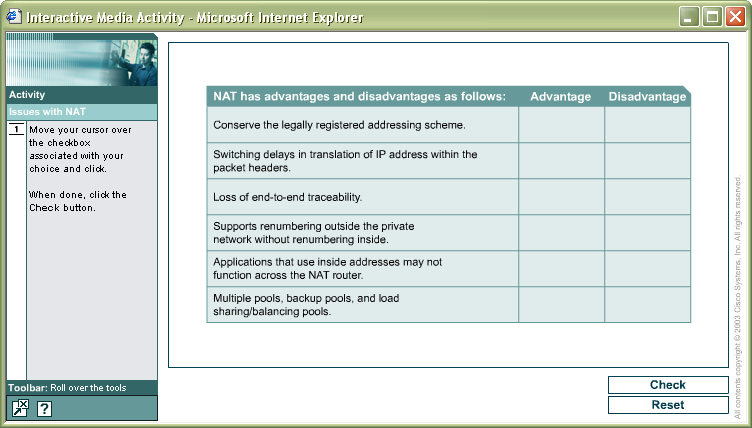 Interactive Media Activity - Microsoft Internet Explorer
Activity
Issues with NAT
1 Move your cursor over
the checkbox
associated with your
choice and click.
When done, click the
Check button.
NAT has advantages and disadvantages as follows: Advantage Disadvantage
Conserve the legally registered addressing scheme.
Switching delays in translation of IP address within the
packet headers.
Loss of end-to-end traceability.
Supports renumbering outside the private
network without renumbering inside.
Applications that use inside addresses may not
function across the NAT router.
Multiple pools, backup pools, and load
sharing/balancing pools.
All contents copyright © 2003 Cisco Systems, Inc. All rights reserved.
Toolbar: Roll over the tools
?
Check
Reset